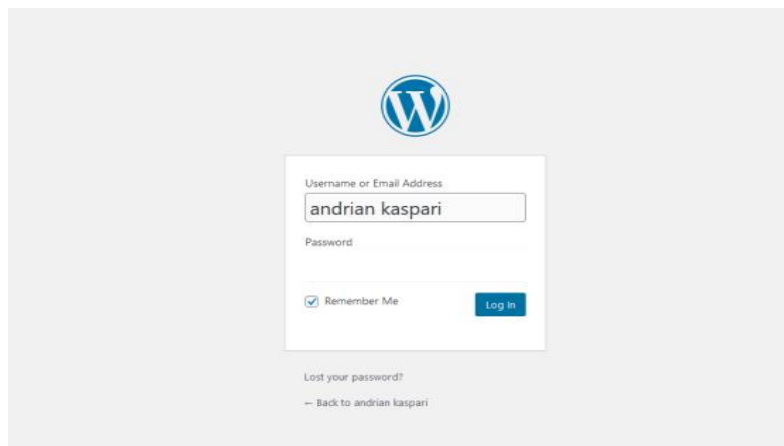 Username or Email Address
andrian kaspari
Password
Remember Me
Log In
Lost your password?
← Back to andrian kaspari